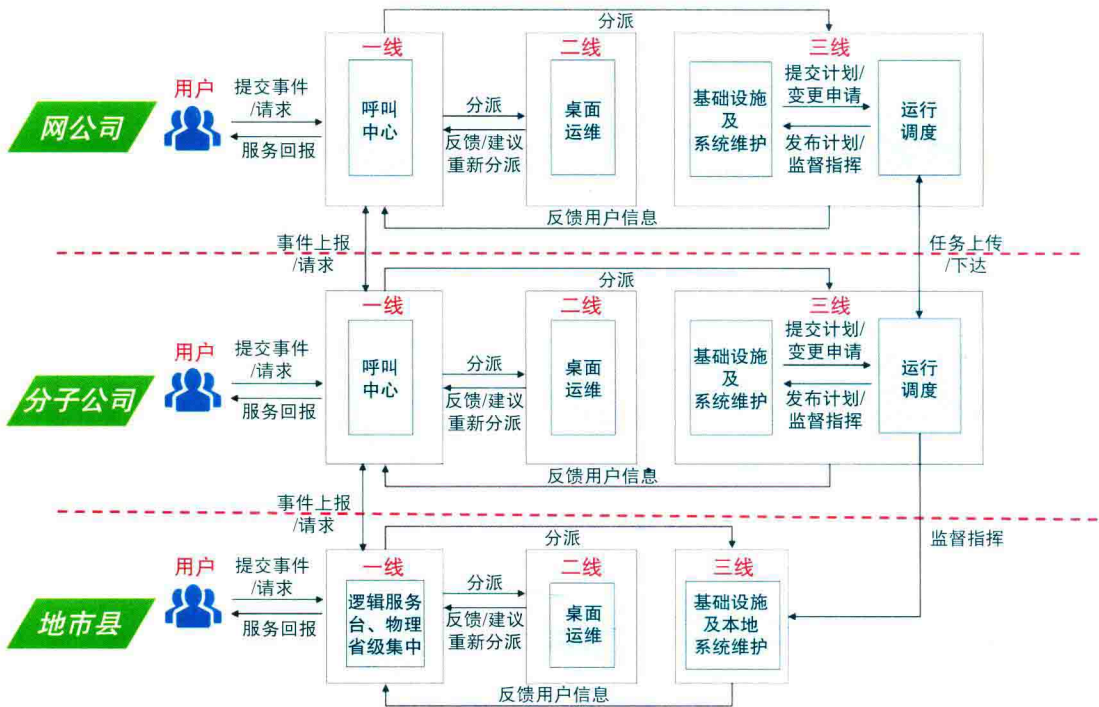 分派
一线
二线
三线
用户
提交事件
/请求
服务回报
网公司
呼叫
中心
分派
反馈/建议
重新分派
桌面
运维
基础设施
及
系统维护
提交计划/
变更申请
发布计划/
监督指挥
运行
调度
反馈用户信息
事件上报
/请求
任务上传
/下达
分派
一线
二线
三线
用户
提交事件
/请求
服务回报
分子公司
呼叫
中心
分派
反馈/建议
重新分派
桌面
运维
基础设施
及
系统维护
提交计划/
变更申请
发布计划/
监督指挥
运行
调度
反馈用户信息
事件上报
/请求
分派
监督指挥
一线
二线
三线
用户
提交事件
/请求
服务回报
地市县
逻辑服务
台、物理
省级集中
分派
反馈/建议
重新分派
桌面
运维
基础设施
及本地
系统维护
反馈用户信息